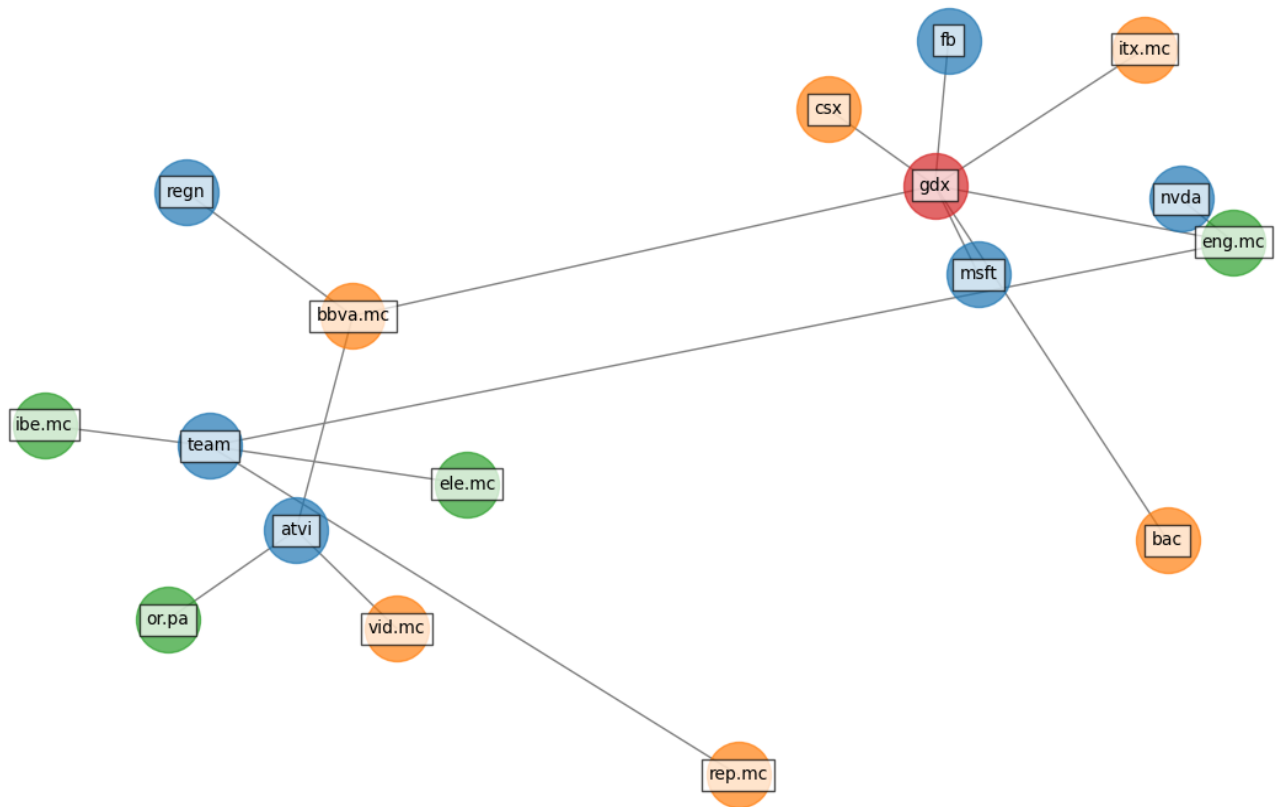 fb
itx.mc
csx
gdx
regn
nvda
eng.mc
msft
bbva.mc
ibe.mc
team
ele.mc
atvi
bac
or.pa
vid.mc
rep.mc